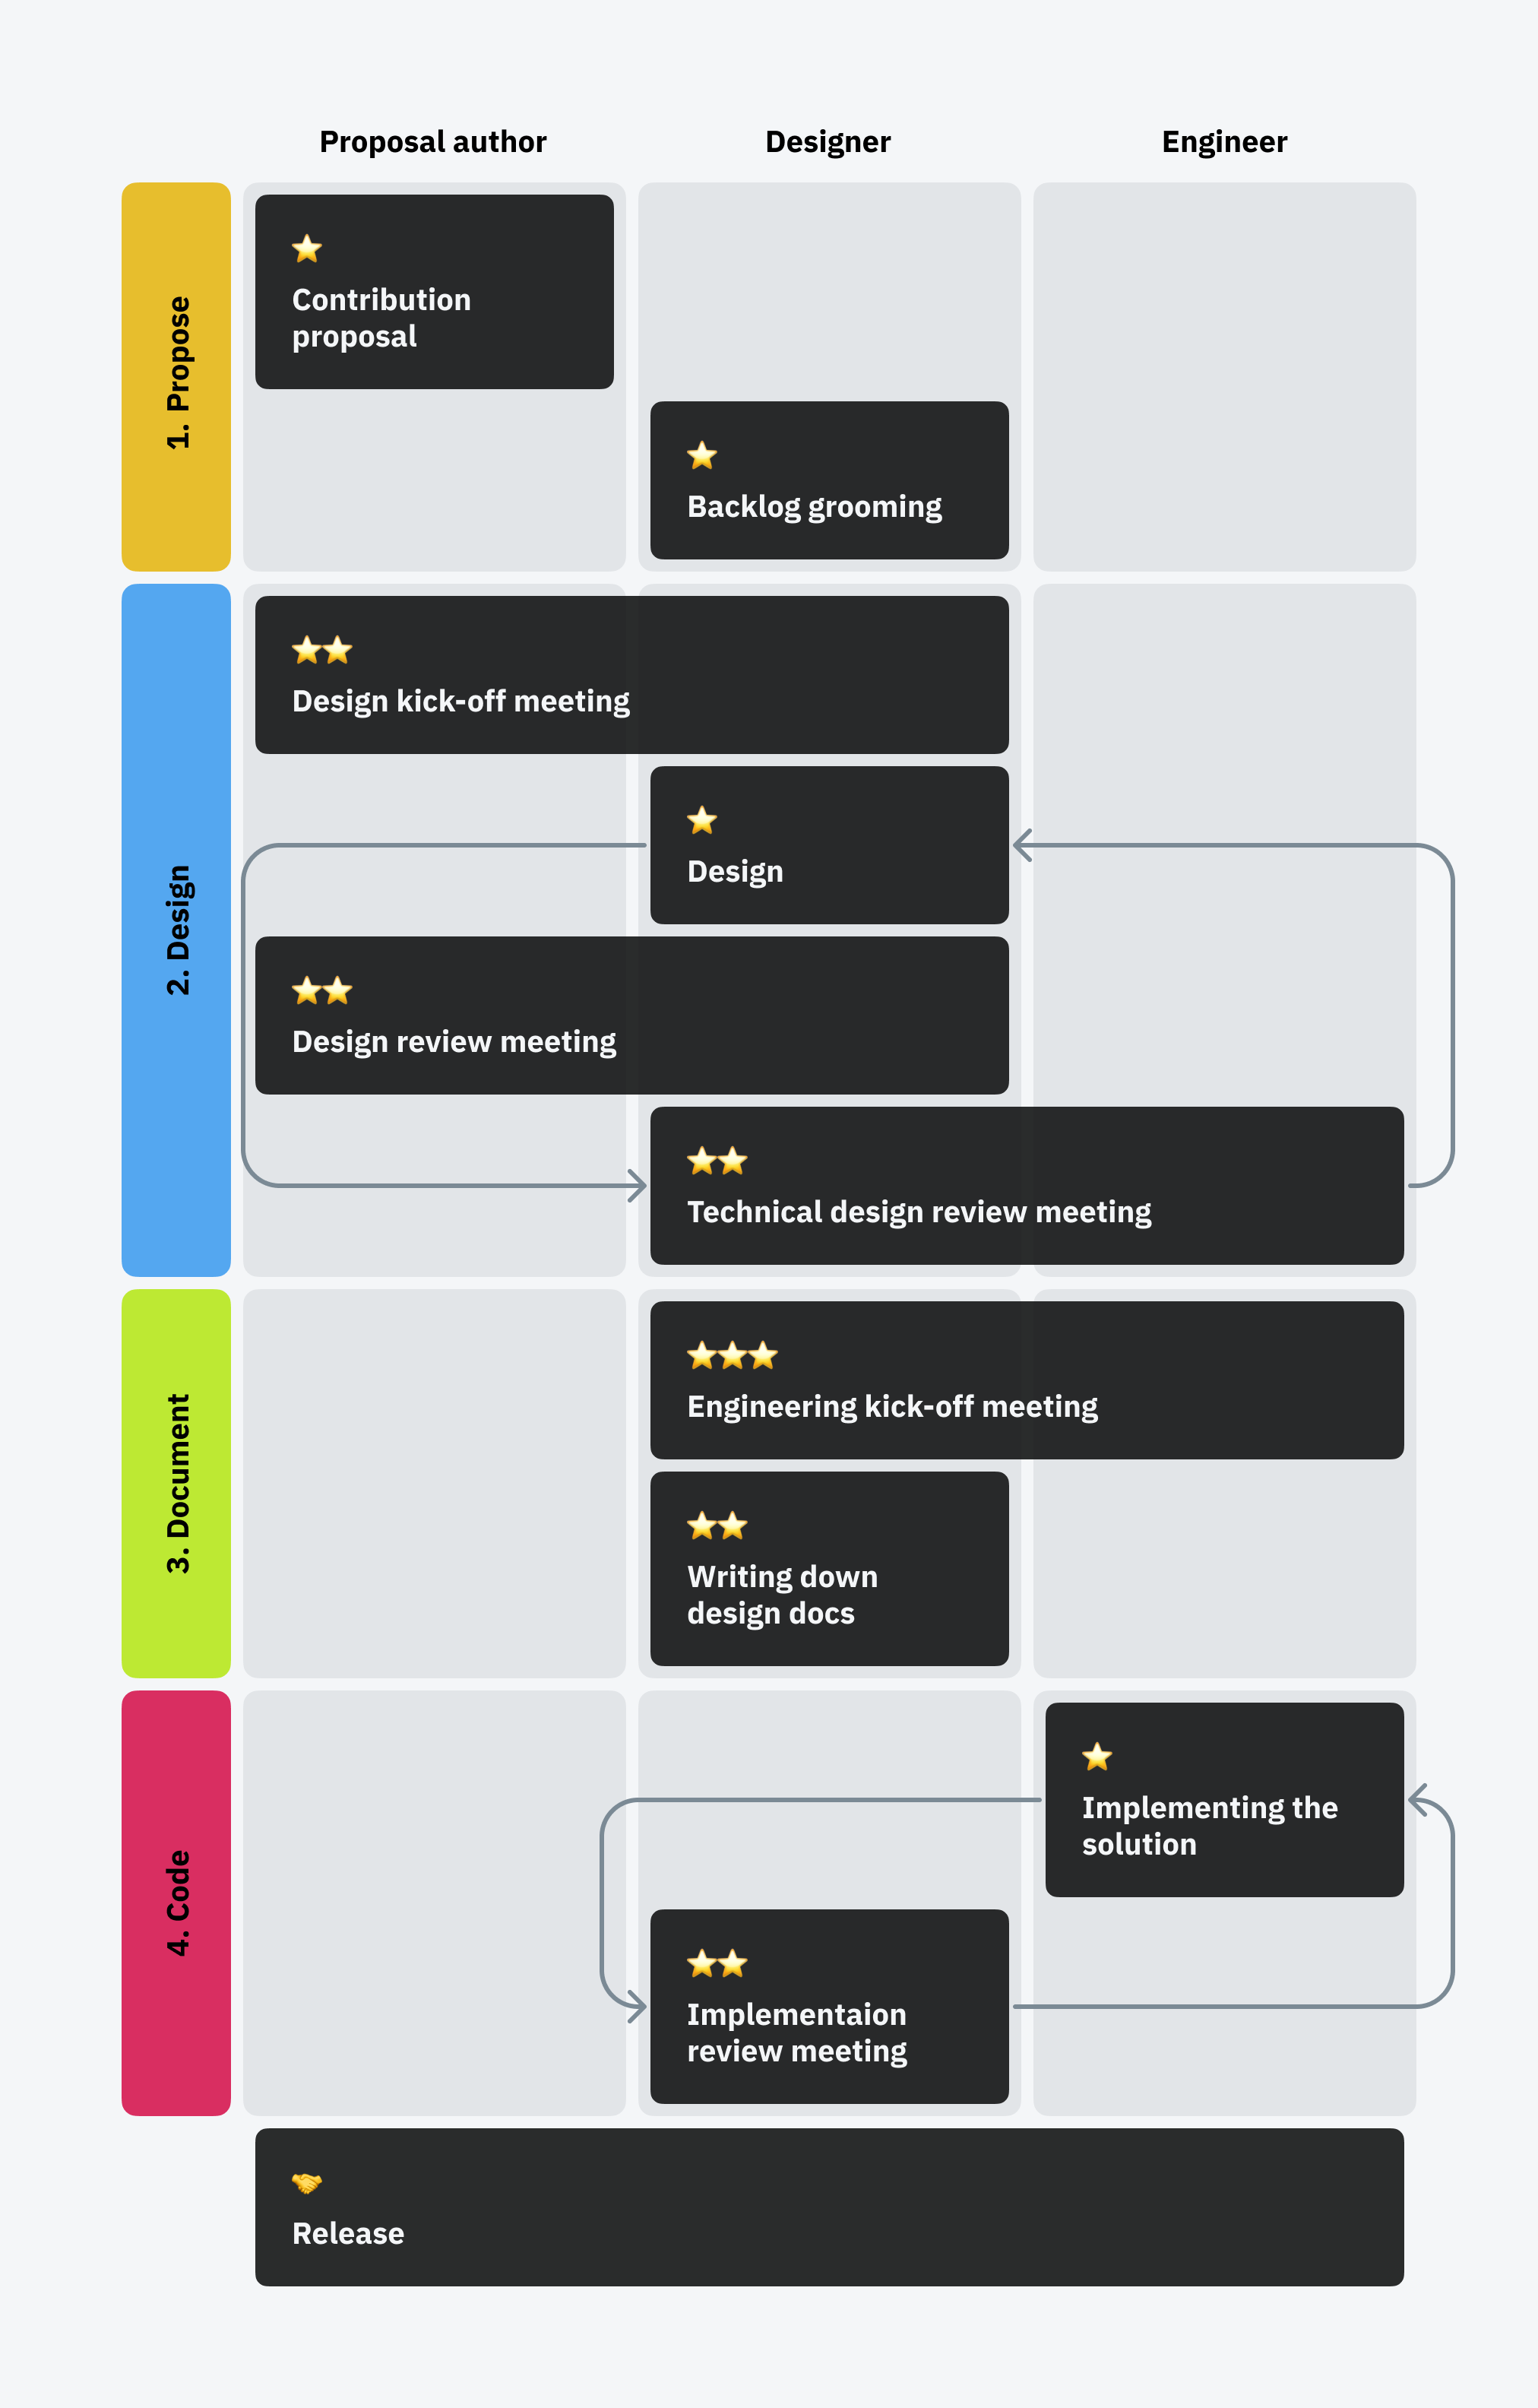 Proposal author
Designer
Engineer
1. Propose
⭐
Contribution
proposal
⭐
Backlog grooming
2. Design
⭐⭐
Design kick-off meeting
⭐
Design
⭐⭐
Design review meeting
⭐⭐
Technical design review meeting
3. Document
⭐⭐⭐
Engineering kick-off meeting
⭐⭐
Writing down
design docs
4. Code
⭐
Implementing the
solution
⭐⭐
Implementaion
review meeting
🤝
Release